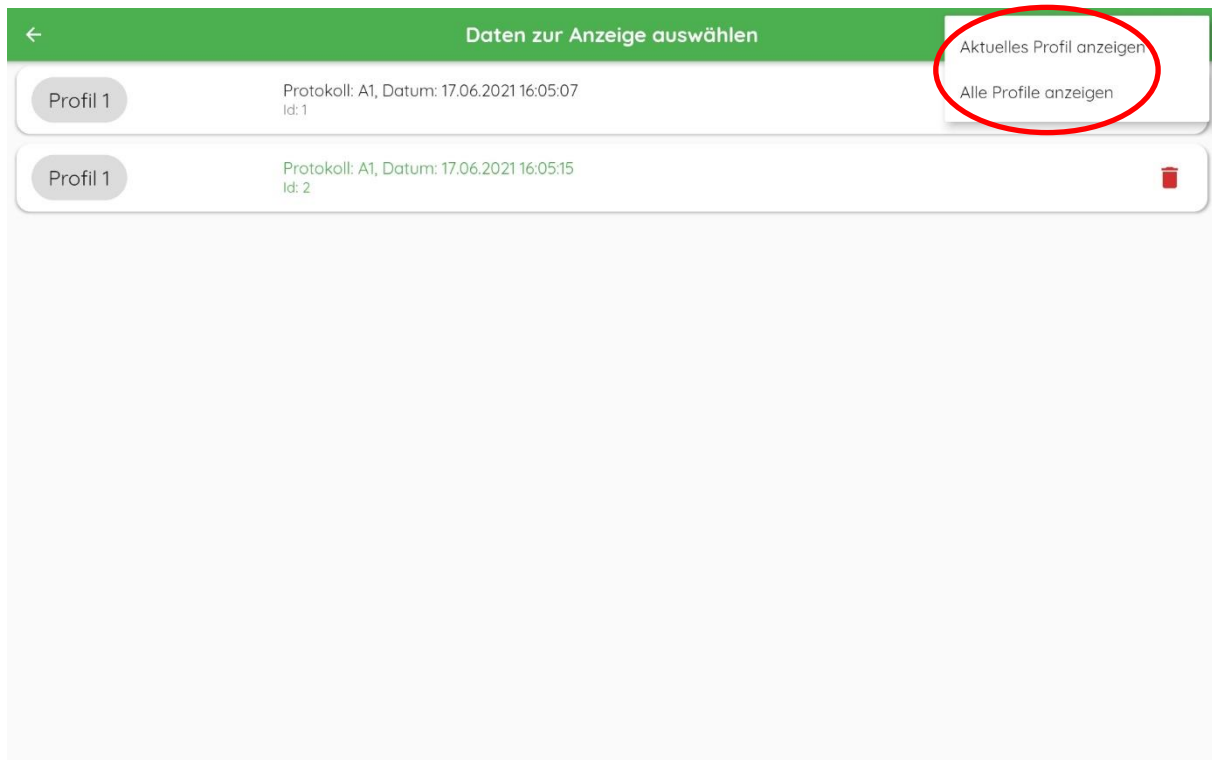 Daten zur Anzeige auswählen
Aktuelles Profil anzeigen
Alle Profile anzeigen
Profil 1
Protokoll: A1, Datum: 17.06.2021 16:05:07
Id: 1
Profil 1
Protokoll: A1, Datum: 17.06.2021 16:05:15
Id: 2